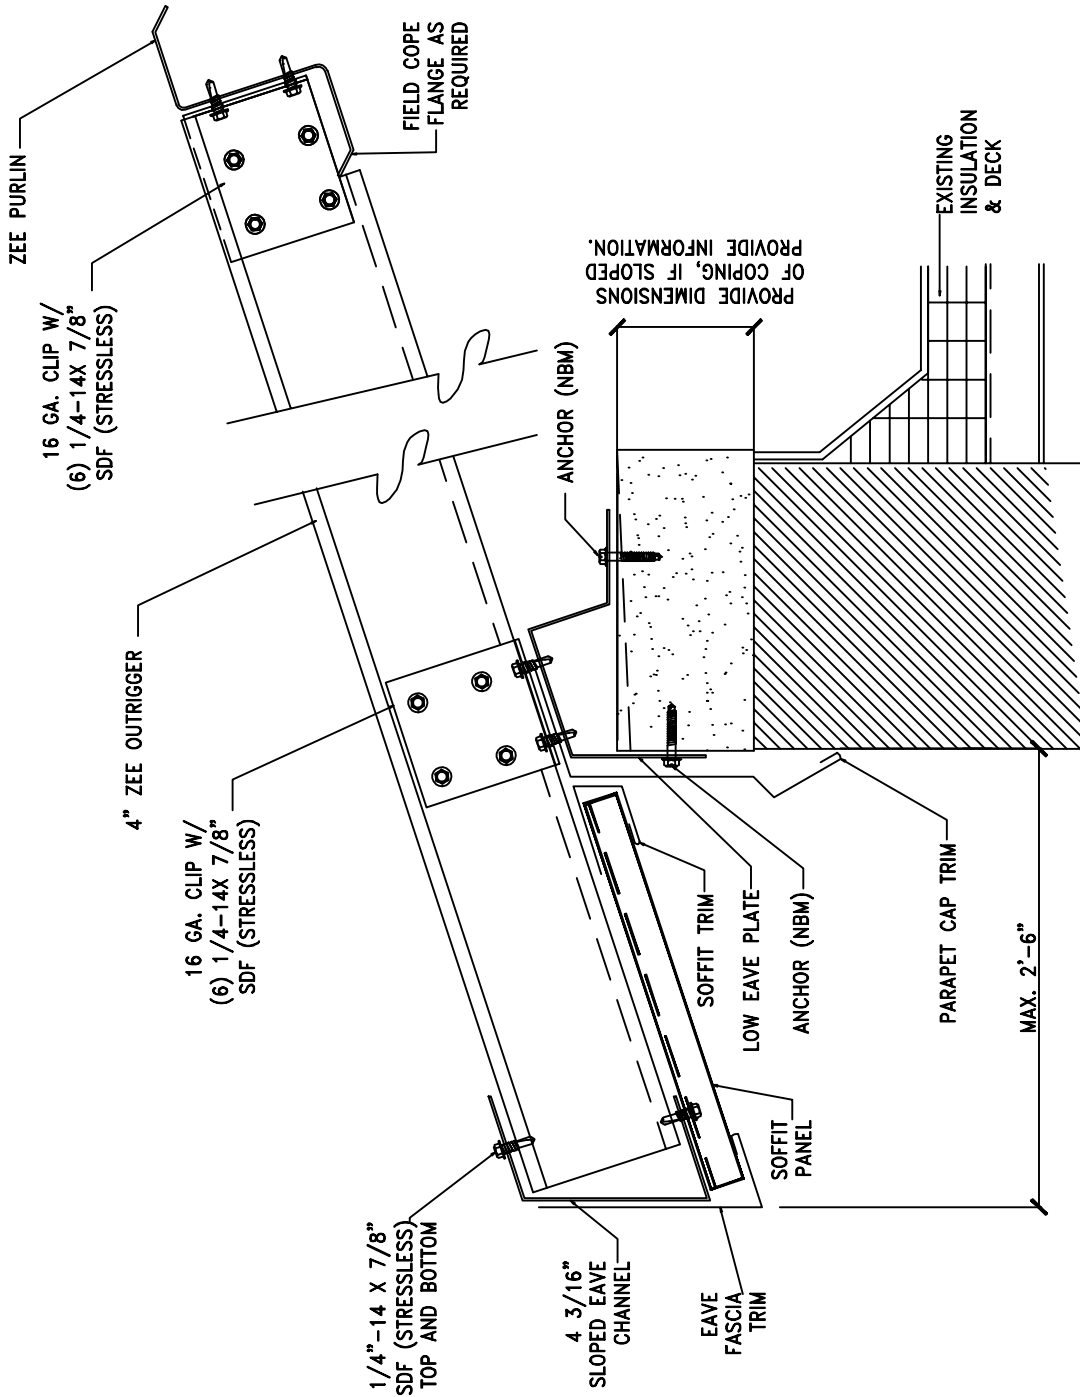 ZEE PURLIN
16 GA. CLIP W/
(6) 1/4-14X 7/8"
SDF (STRESSLESS)
FIELD COPE
FLANGE AS
REQUIRED
4" ZEE OUTRIGGER
16 GA. CLIP W/
(6) 1/4-14X 7/8"
SDF (STRESSLESS)
ANCHOR (NBM)
PROVIDE DIMENSIONS
OF COPING, IF SLOPED
PROVIDE INFORMATION.
EXISTING
INSULATION
& DECK
1/4"-14 X 7/8"
SDF (STRESSLESS)
TOP AND BOTTOM
4 3/16"
SLOPED EAVE
CHANNEL
EAVE
FASCIA
TRIM
SOFFIT
PANEL
SOFFIT TRIM
LOW EAVE PLATE
ANCHOR (NBM)
PARAPET CAP TRIM
MAX. 2'-6"